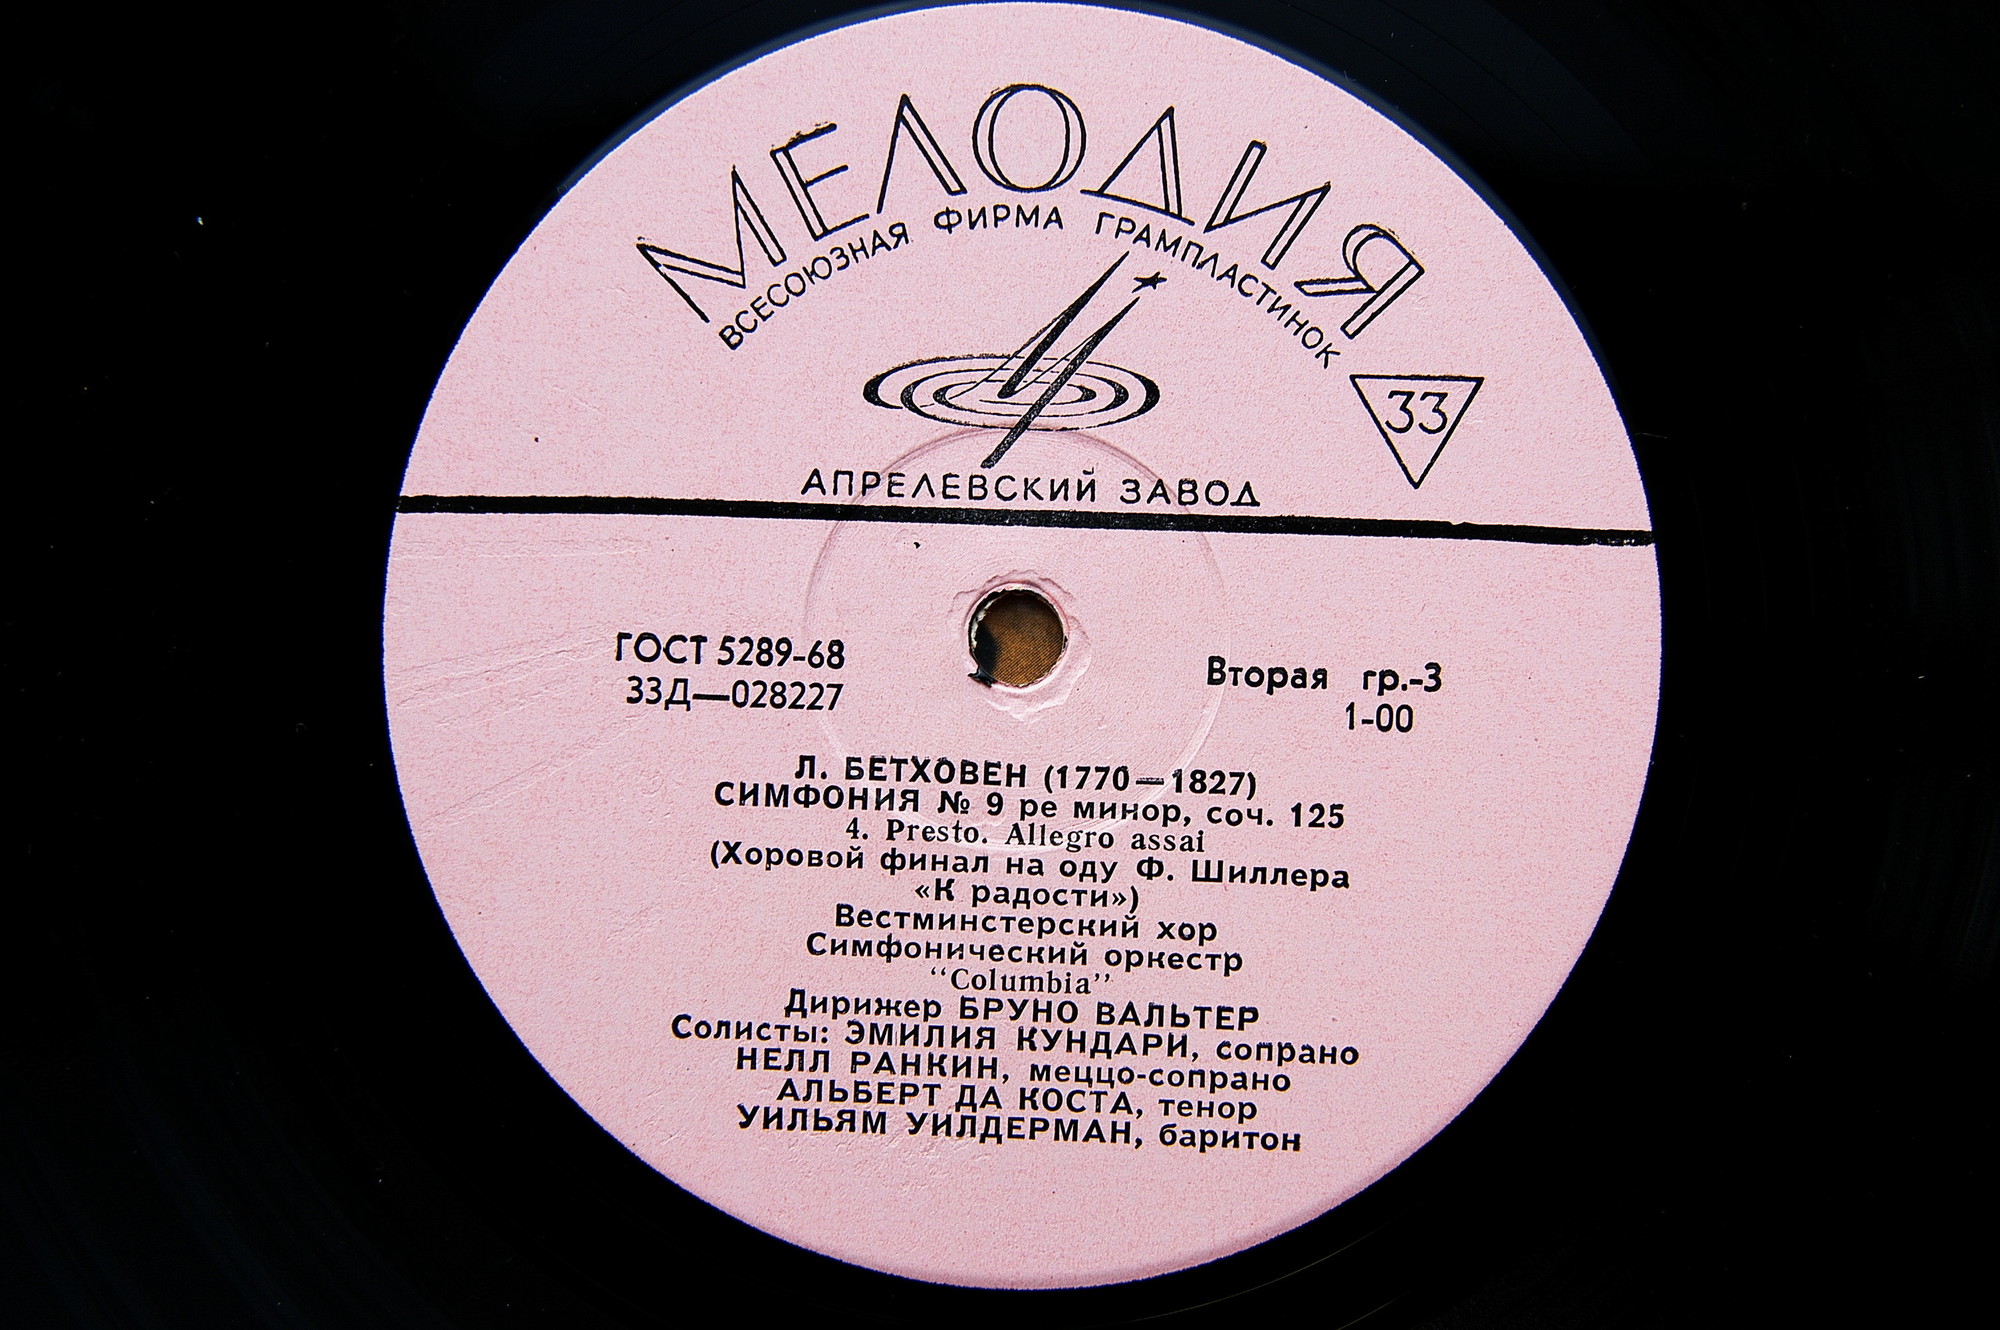 МЕЛОДИЯ
ВСЕСОЮЗНАЯ ФИРМА ГРАМПЛАСТИНОК
33
АПРЕЛЕВСКИЙ ЗАВОД
ГОСТ 5289-68
33Д—028227
Вторая гр.-3
1-00
Л. БЕТХОВЕН (1770—1827)
СИМФОНИЯ № 9 ре минор, соч. 125
4. Presto. Allegro assai
(Хоровой финал на оду Ф. Шиллера
«К радости»)
Вестминстерский хор
Симфонический оркестр
“Columbia”
Дирижер БРУНО ВАЛЬТЕР
Солисты: ЭМИЛИЯ КУНДАРИ, сопрано
НЕЛЛ РАНКИН, меццо-сопрано
АЛЬБЕРТ ДА КОСТА, тенор
УИЛЬЯМ УИЛДЕРМАН, баритон